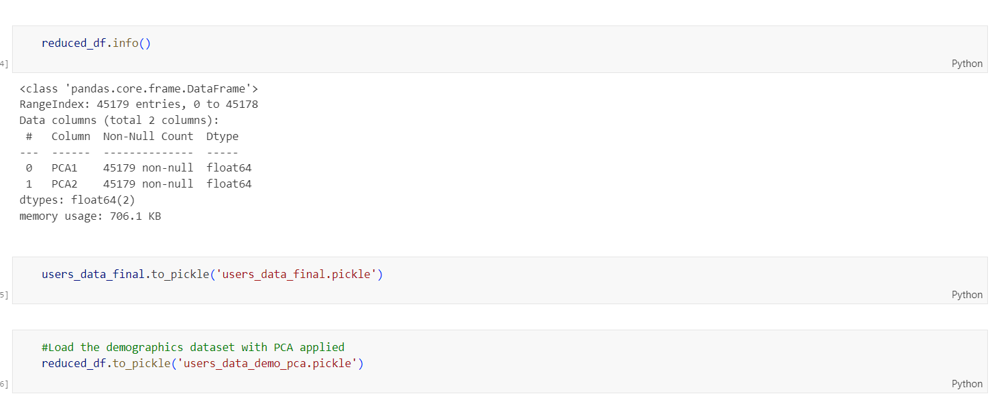 reduced_df.info()
4]
Python
<class 'pandas.core.frame.DataFrame'>
RangeIndex: 45179 entries, 0 to 45178
Data columns (total 2 columns):
 #   Column  Non-Null Count  Dtype
---  ------  --------------  -----
 0   PCA1    45179 non-null  float64
 1   PCA2    45179 non-null  float64
dtypes: float64(2)
memory usage: 706.1 KB
users_data_final.to_pickle('users_data_final.pickle')
5]
Python
#Load the demographics dataset with PCA applied
reduced_df.to_pickle('users_data_demo_pca.pickle')
6]
Python